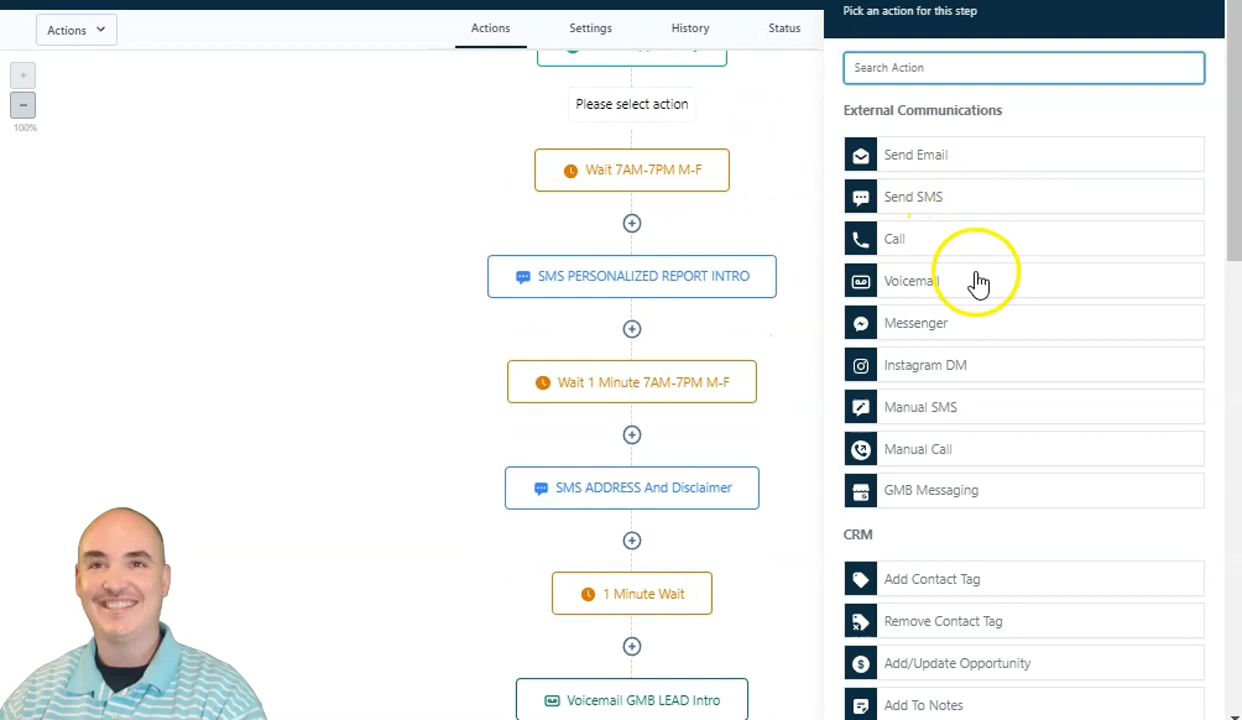 Actions
Actions
Settings
History
Status
100%
Please select action
Wait 7AM-7PM M-F
SMS PERSONALIZED REPORT INTRO
Wait 1 Minute 7AM-7PM M-F
SMS ADDRESS And Disclaimer
1 Minute Wait
Voicemail GMB LEAD Intro
Pick an action for this step
Search Action
External Communications
Send Email
Send SMS
Call
Voicemail
Messenger
Instagram DM
Manual SMS
Manual Call
GMB Messaging
CRM
Add Contact Tag
Remove Contact Tag
Add/Update Opportunity
Add To Notes